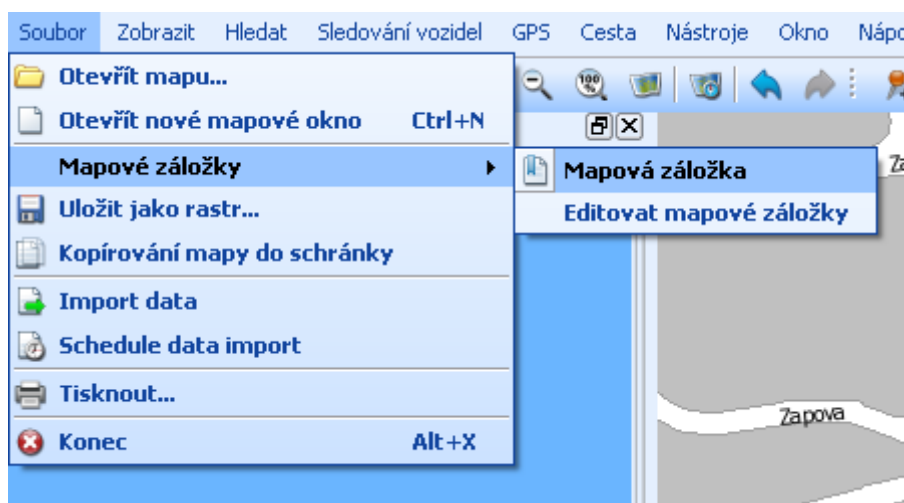 Soubor Zobrazit Hledat Sledování vozidel GPS Cesta Nástroje Okno
Otevřít mapu...
100 %
Otevřít nové mapové okno Ctrl+N
Mapové záložky
Mapová záložka
Uložit jako rastr...
Editovat mapové záložky
Kopírování mapy do schránky
Import data
Schedule data import
Tisknout...
Zapova
Konec Alt+X